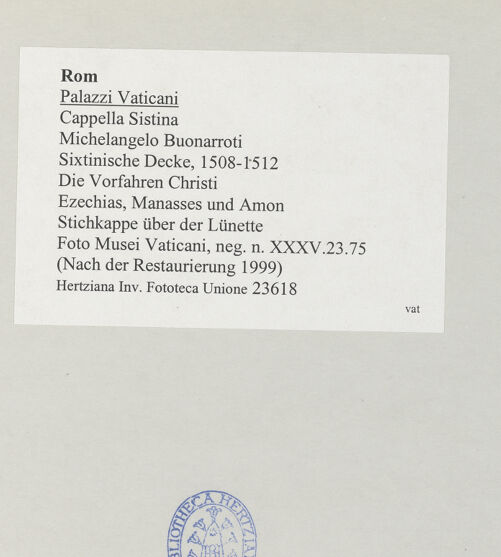 Rom
Palazzi Vaticani
Cappella Sistina
Michelangelo Buonarroti
Sixtinische Decke, 1508-1512
Die Vorfahren Christi
Ezechias, Manasses und Amon
Stichkappe über der Lünette
Foto Musei Vaticani, neg. n. XXXV.23.75
(Nach der Restaurierung 1999)
Hertziana Inv. Fototeca Unione 23618
vat
BIBLIOTHECA HERTZIAN